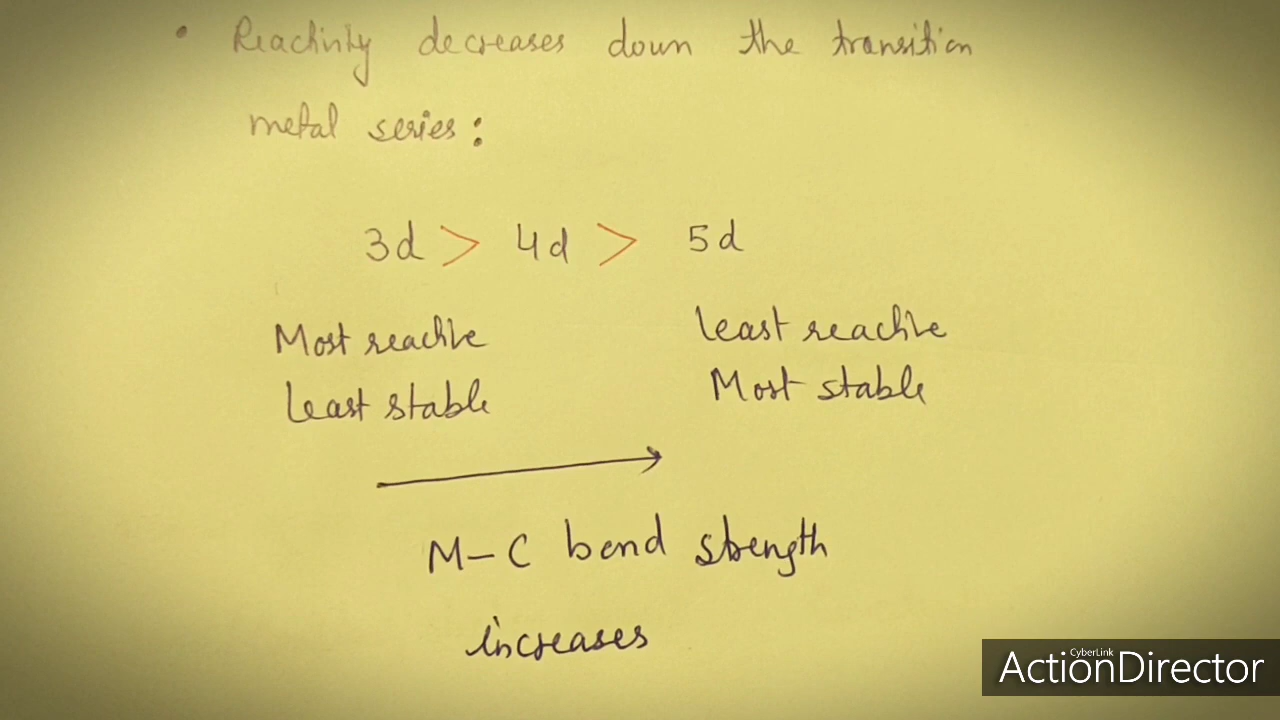 • Reactivity decreases down the transition
metal series:
3d > 4d > 5d
Most reactive least reactive
Least stable Most stable
M-C bond strength
increases
CyberLink
ActionDirector